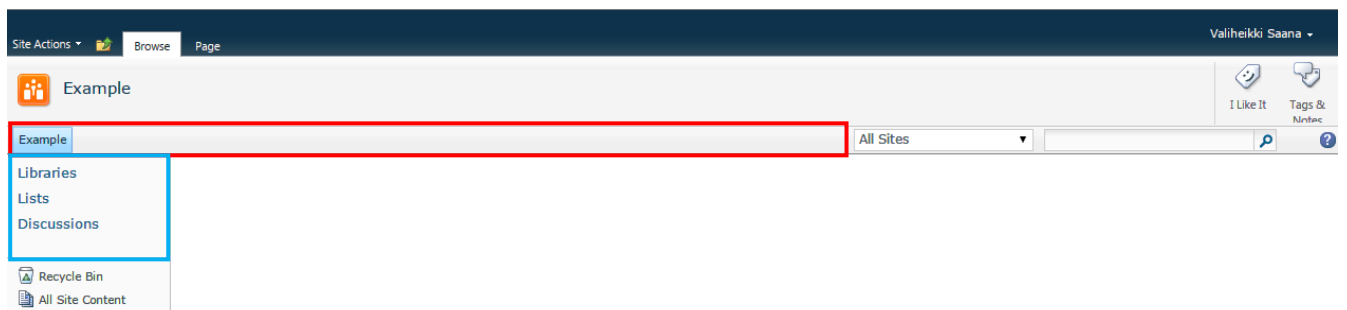 Valiheikki Saana
Site Actions Browse Page
Example
I Like It Tags &
Notes
Example All Sites
Libraries
Lists
Discussions
Recycle Bin
All Site Content